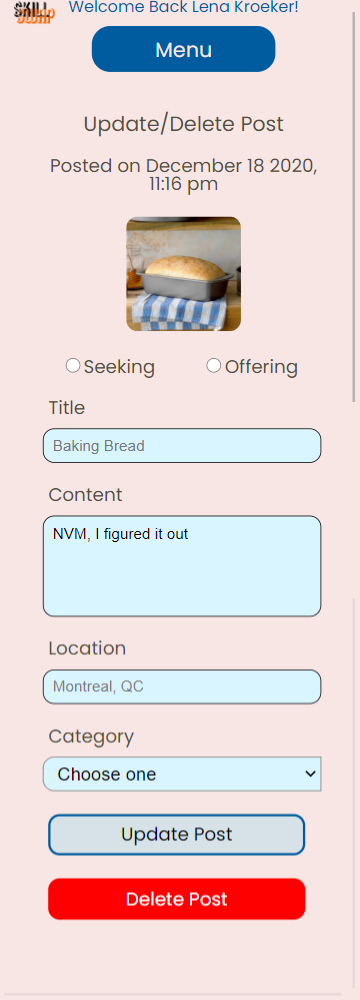 SKILL
Welcome Back Lena Kroeker!
Menu
Update/Delete Post
Posted on December 18 2020,
11:16 pm
Seeking
Offering
Title
Baking Bread
Content
NVM, I figured it out
Location
Montreal, QC
Category
Choose one
Update Post
Delete Post